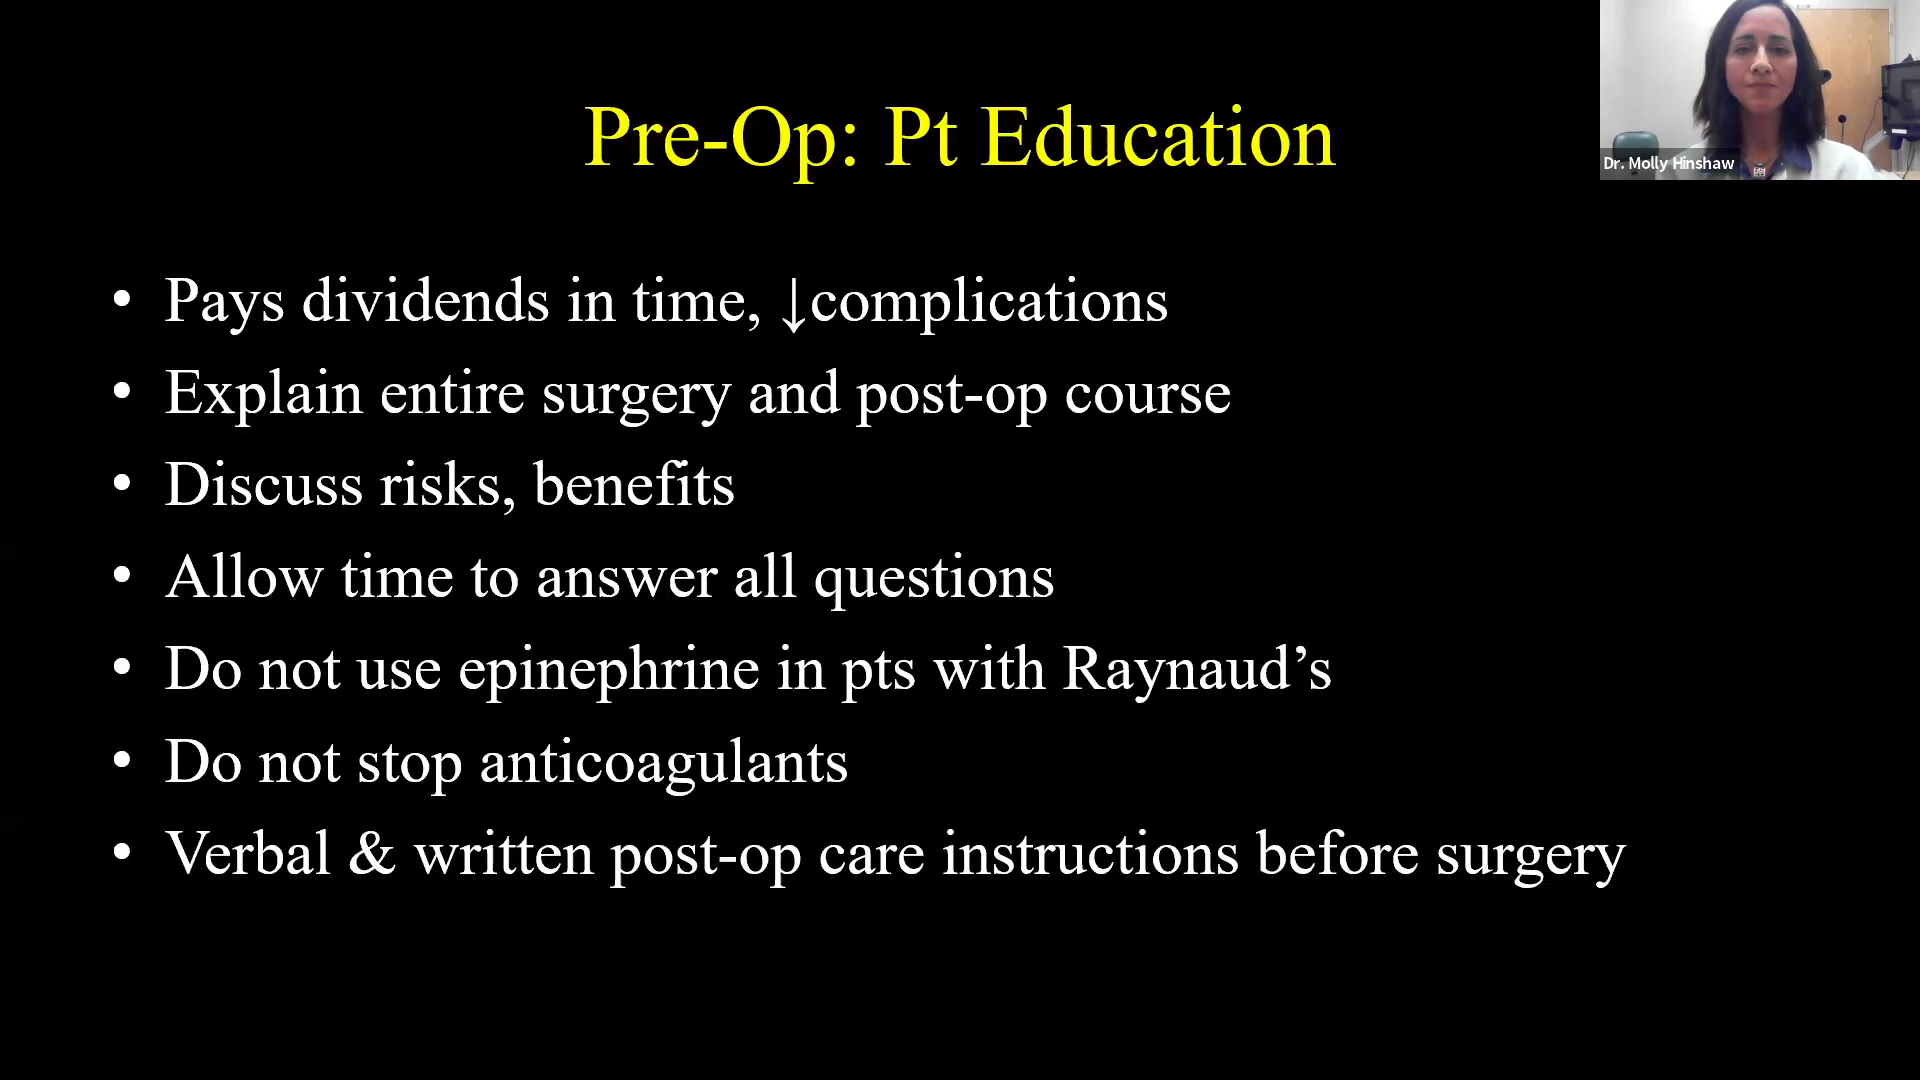 Pre-Op: Pt Education
Dr. Molly Hinshaw
• Pays dividends in time, ↓complications
• Explain entire surgery and post-op course
• Discuss risks, benefits
• Allow time to answer all questions
• Do not use epinephrine in pts with Raynaud’s
• Do not stop anticoagulants
• Verbal & written post-op care instructions before surgery